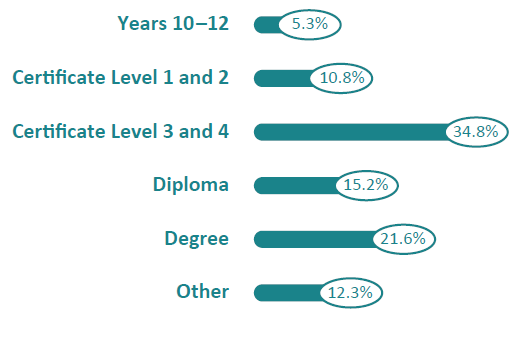 Years 10–12 5.3%
Certificate Level 1 and 2 10.8%
Certificate Level 3 and 4 34.8%
Diploma 15.2%
Degree 21.6%
Other 12.3%